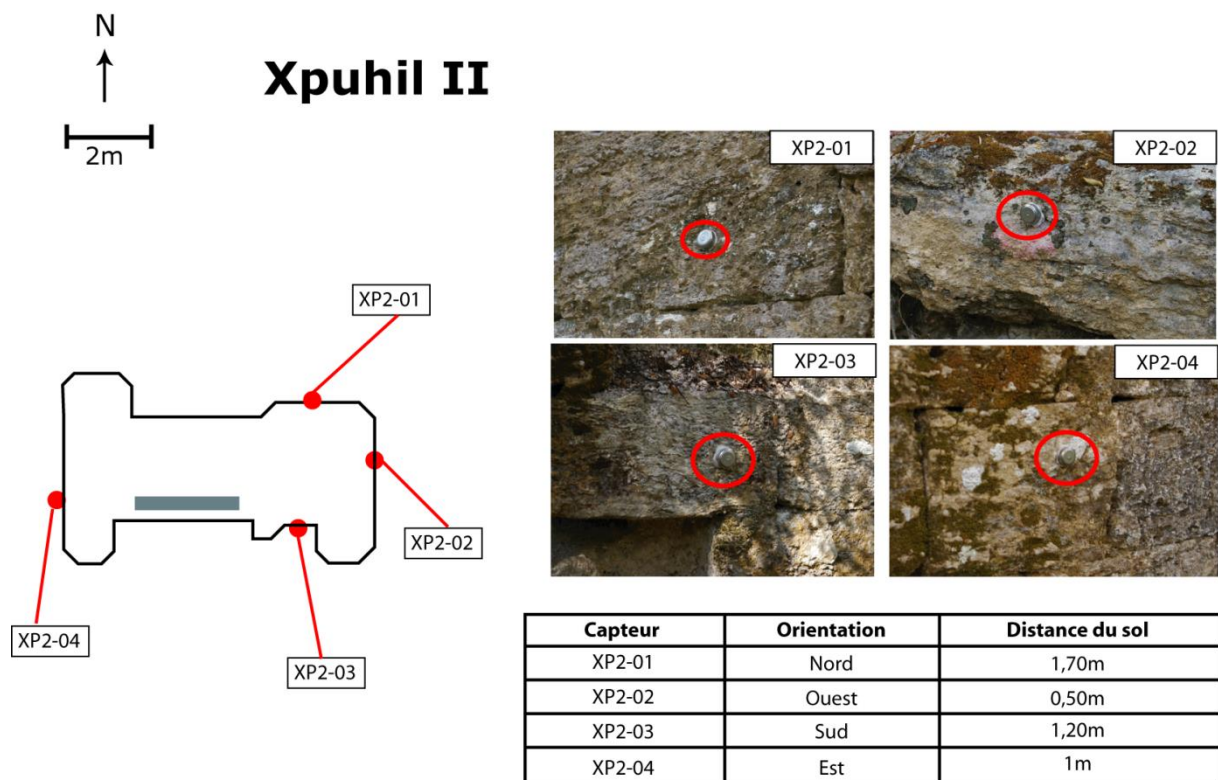 N
Xpuhil II
2m
XP2-01
XP2-02
XP2-03
XP2-04
XP2-01
XP2-02
XP2-04
XP2-03
Capteur Orientation Distance du sol
XP2-01 Nord 1,70m
XP2-02 Ouest 0,50m
XP2-03 Sud 1,20m
XP2-04 Est 1m